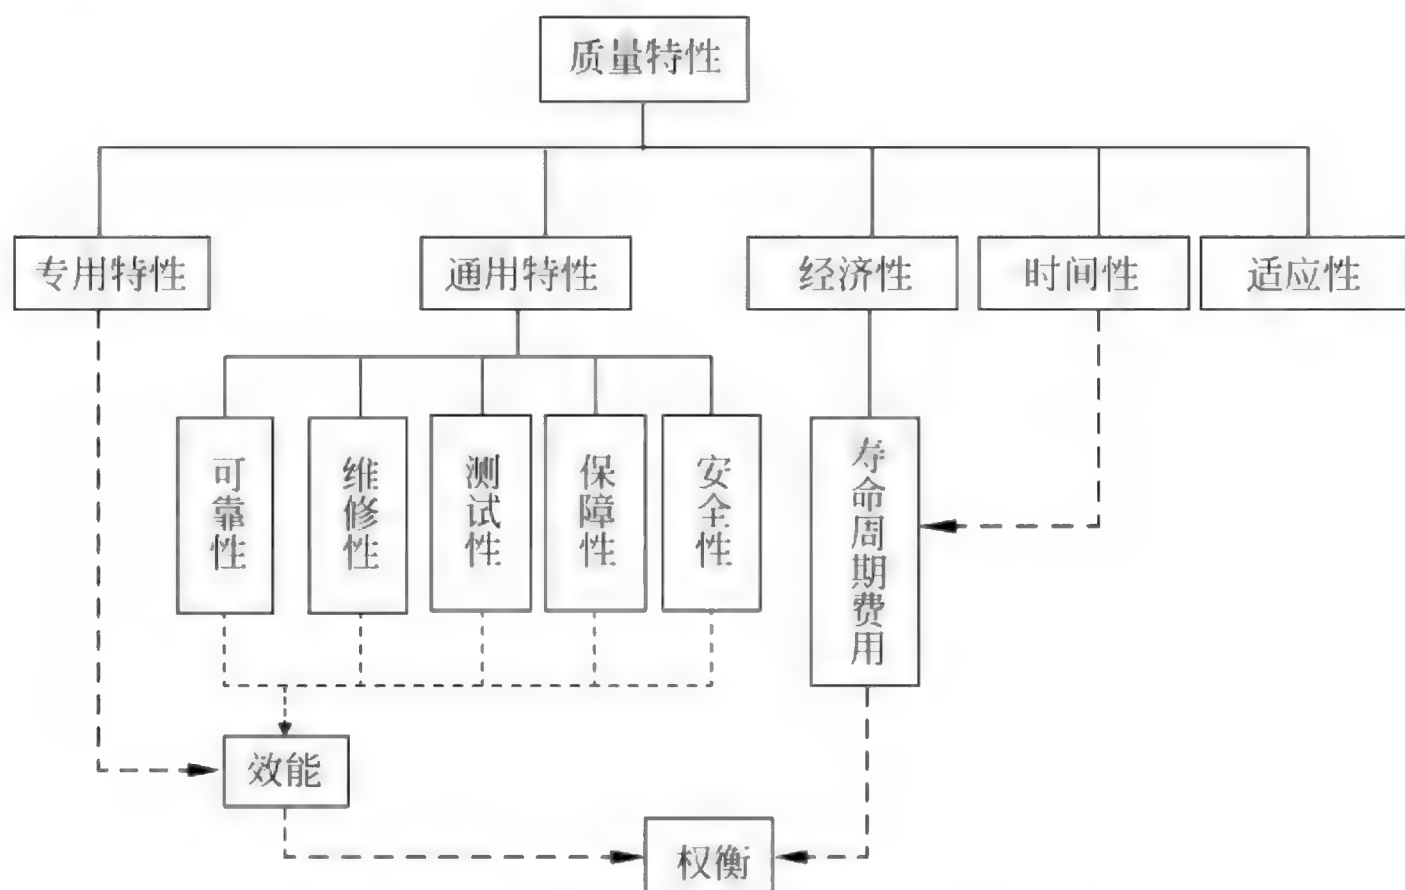 质量特性
专用特性
通用特性
经济性
时间性
适应性
可靠性
维修性
测试性
保障性
安全性
寿命周期费用
效能
权衡